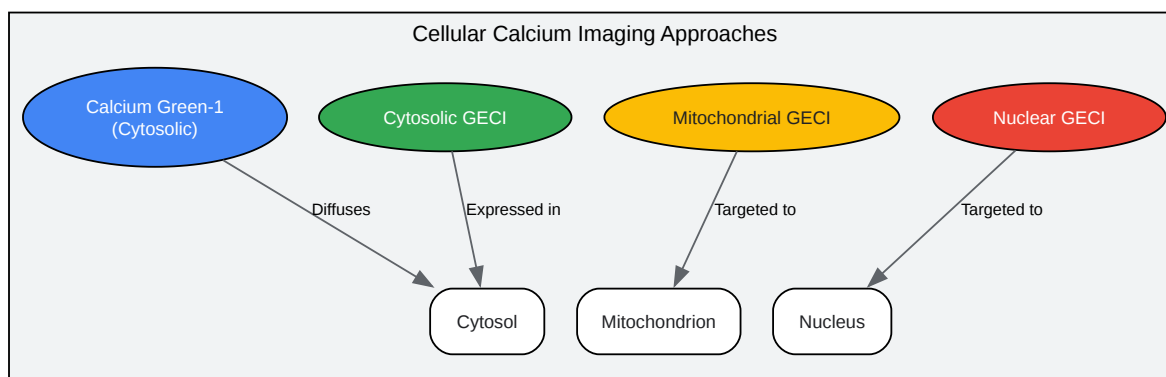 Cellular Calcium Imaging Approaches
Calcium Green-1
(Cytosolic)
Cytosolic GECI
Mitochondrial GECI
Nuclear GECI
Diffuses
Expressed in
Targeted to
Targeted to
Cytosol
Mitochondrion
Nucleus